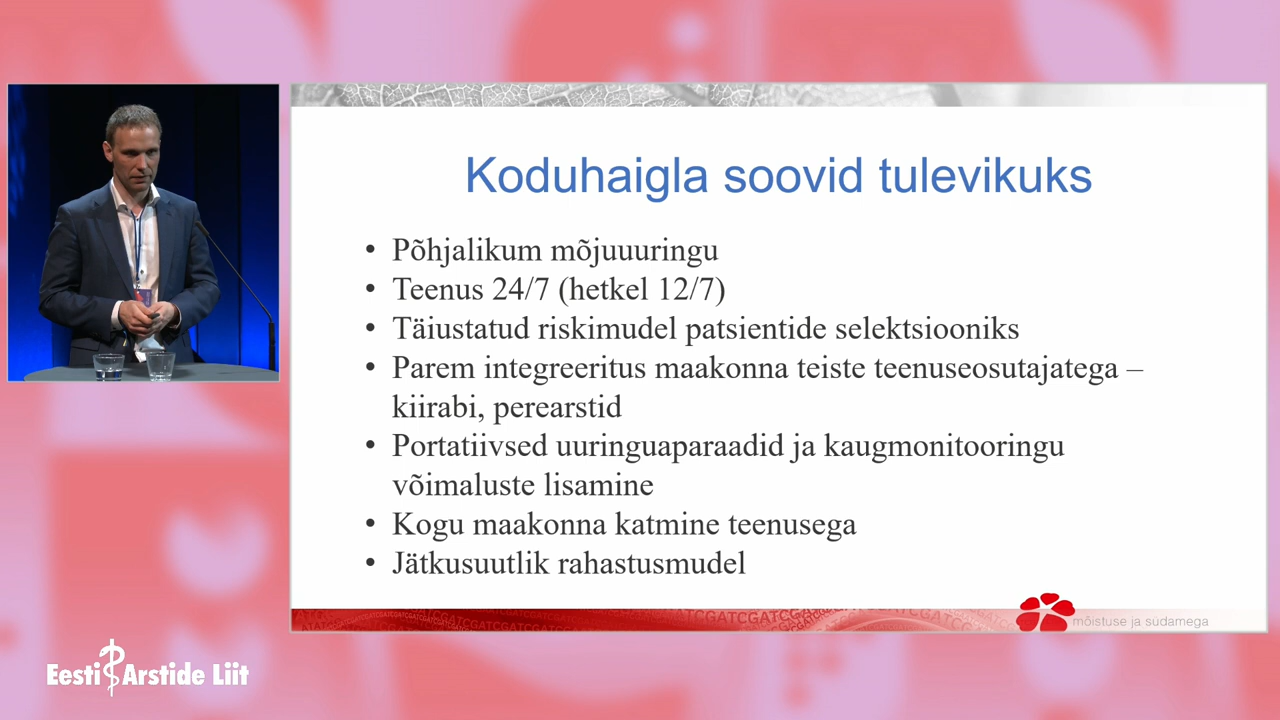 Koduhaigla soovid tulevikuks
• Põhjalikum mõjuuuringu
• Teenus 24/7 (hetkel 12/7)
• Täiustatud riskimudel patsientide selektsiooniks
• Parem integreeritus maakonna teiste teenuseosutajatega –
kiirabi, perearstid
• Portatiivsed uuringuaparaadid ja kaugmonitooringu
võimaluste lisamine
• Kogu maakonna katmine teenusega
• Jätkusuutlik rahastusmudel
mõistuse ja südamega
Eesti Arstide Liit